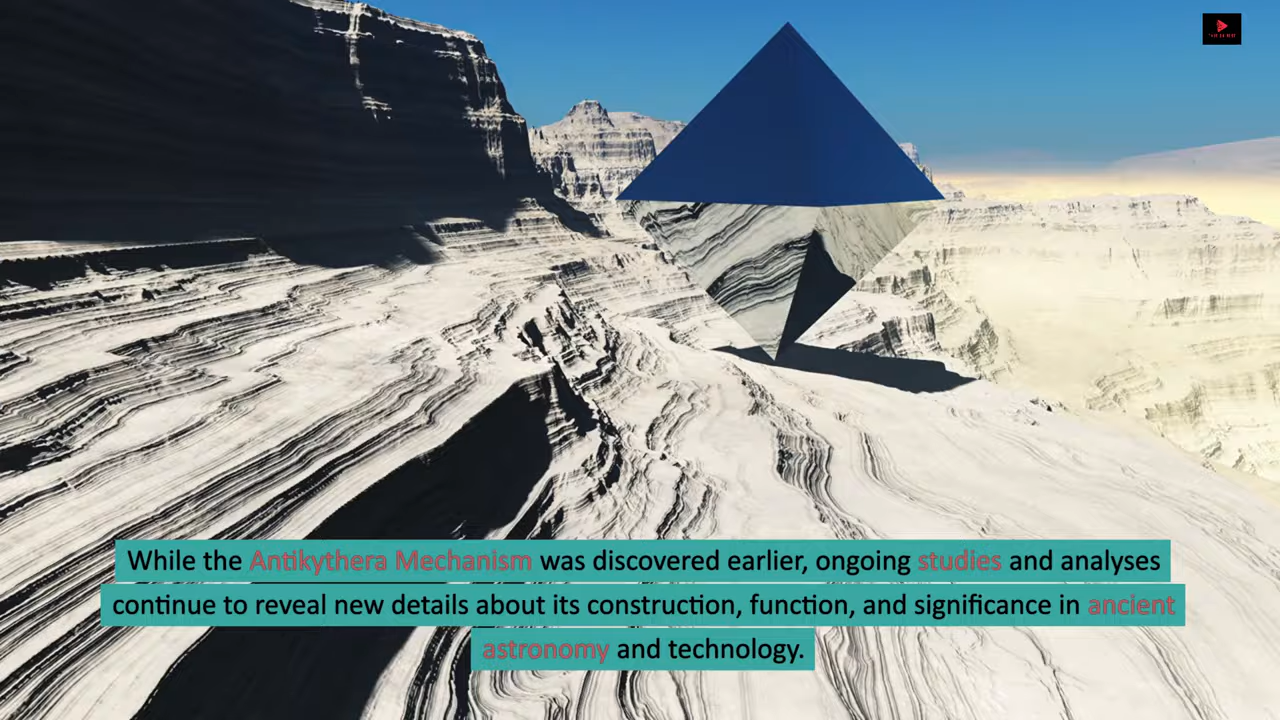 While the Antikythera Mechanism was discovered earlier, ongoing studies and analyses
continue to reveal new details about its construction, function, and significance in ancient
astronomy and technology.